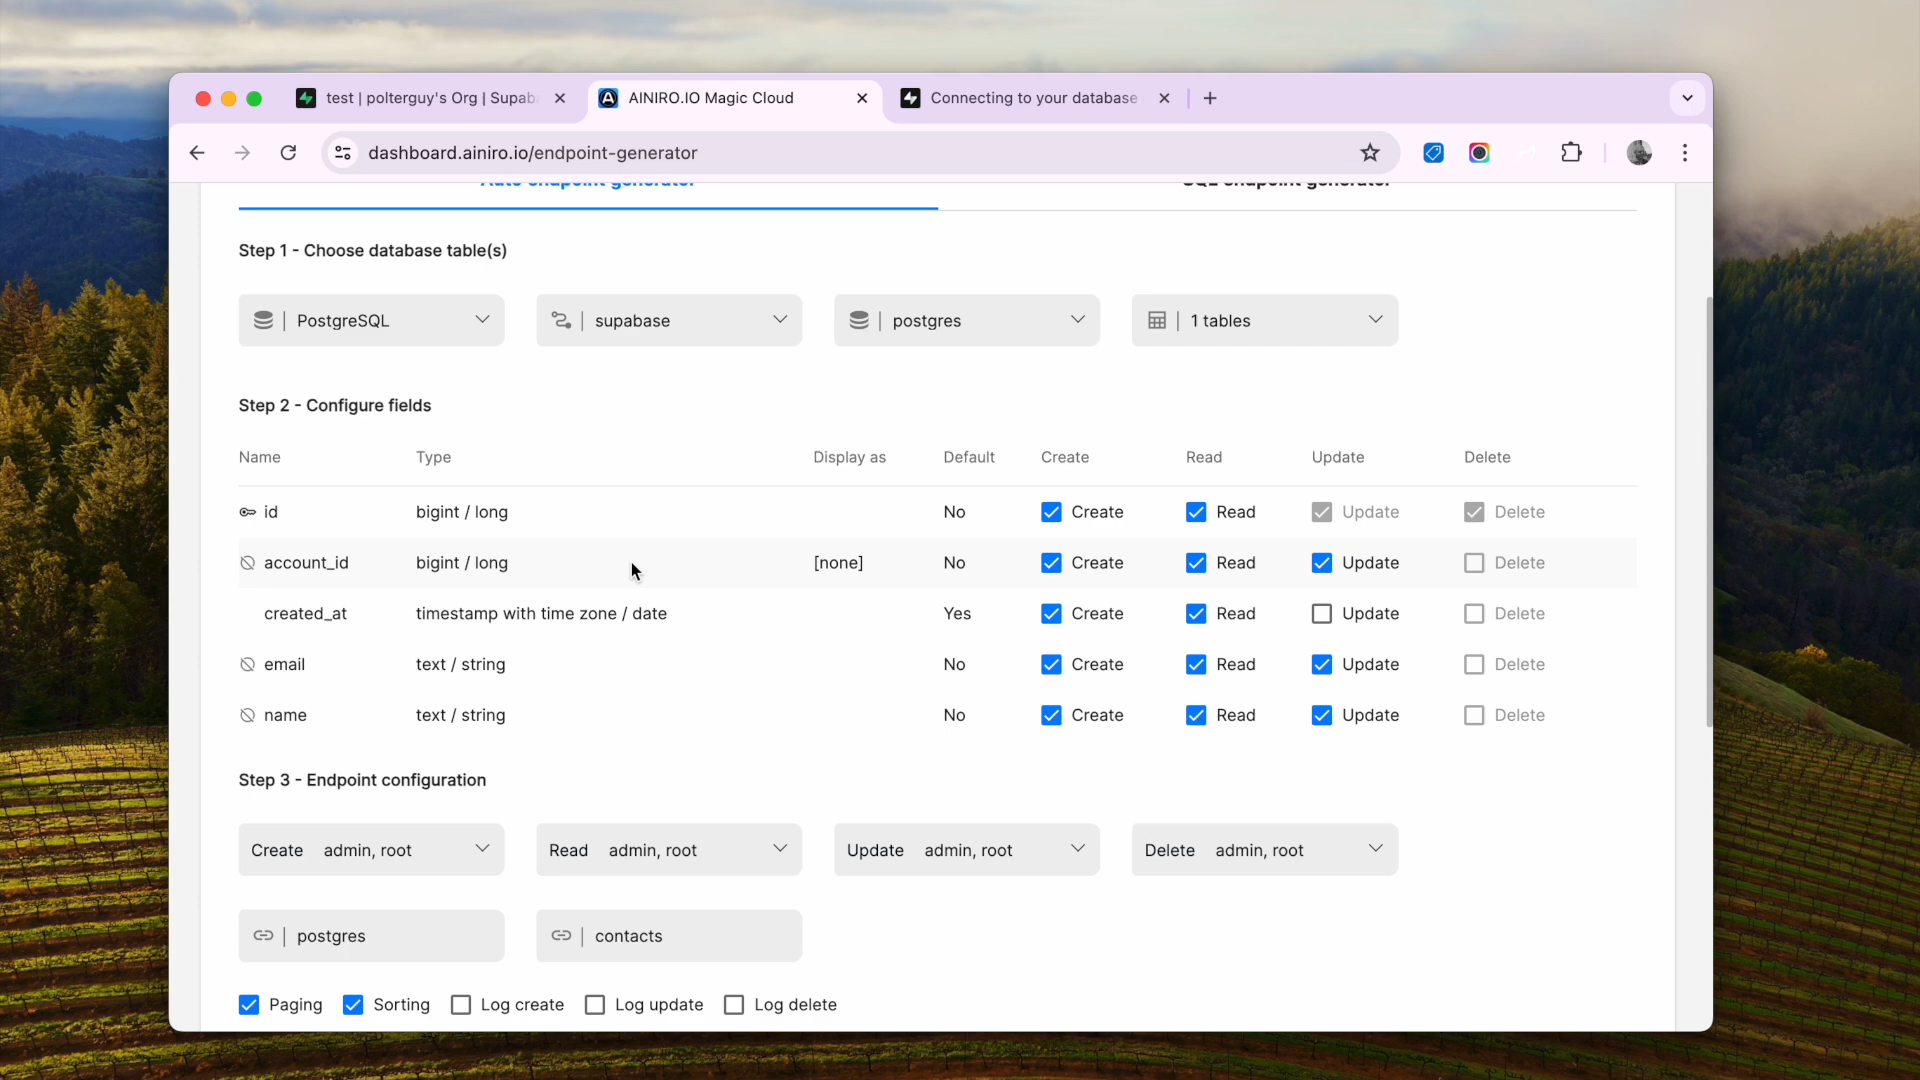 test | polterguy's Org | Supab
AINIRO.IO Magic Cloud
Connecting to your database
dashboard.ainiro.io/endpoint-generator
Auto endpoint generator
SQL endpoint generator
Step 1 - Choose database table(s)
PostgreSQL
supabase
postgres
1 tables
Step 2 - Configure fields
Name Type Display as Default Create Read Update Delete
id bigint / long No Create Read Update Delete
account_id bigint / long [none] No Create Read Update Delete
created_at timestamp with time zone / date Yes Create Read Update Delete
email text / string No Create Read Update Delete
name text / string No Create Read Update Delete
Step 3 - Endpoint configuration
Create admin, root
Read admin, root
Update admin, root
Delete admin, root
postgres
contacts
Paging Sorting Log create Log update Log delete